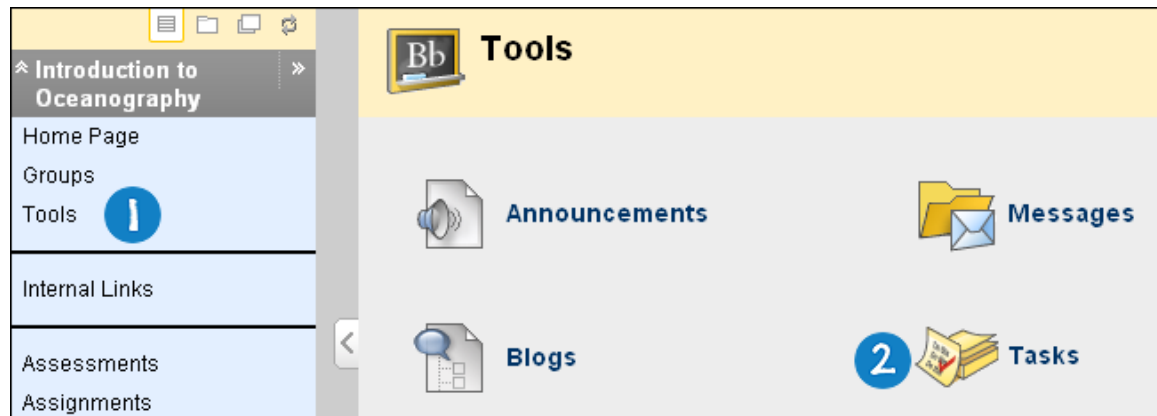 Introduction to
Oceanography
Home Page
Groups
Tools 1
Internal Links
Assessments
Assignments
Bb Tools
Announcements
Messages
Blogs
2 Tasks